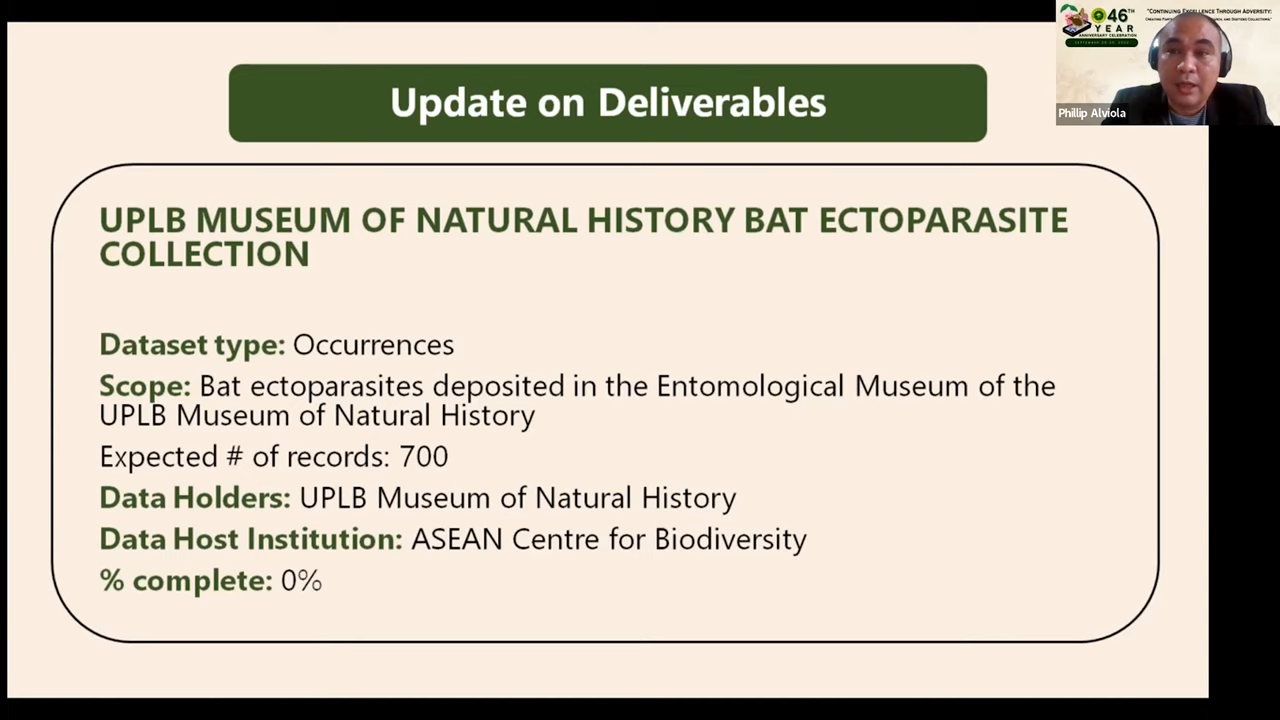 Update on Deliverables
UPLB MUSEUM OF NATURAL HISTORY BAT ECTOPARASITE
COLLECTION
Dataset type: Occurrences
Scope: Bat ectoparasites deposited in the Entomological Museum of the
UPLB Museum of Natural History
Expected # of records: 700
Data Holders: UPLB Museum of Natural History
Data Host Institution: ASEAN Centre for Biodiversity
% complete: 0%
46TH
YEAR
ANNIVERSARY CELEBRATION
"CONTINUING EXCELLENCE THROUGH ADVERSITY:
Phillip Alviola